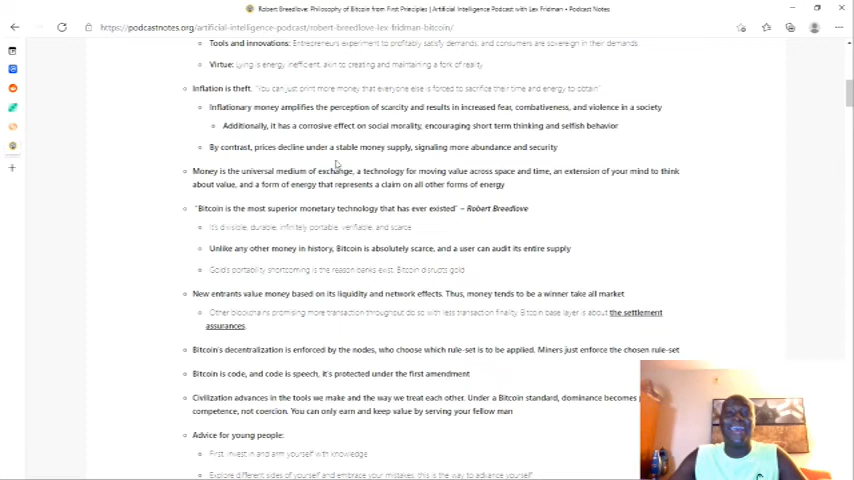 Robert Breedlove: Philosophy of Bitcoin from First Principles | Artificial Intelligence Podcast with Lex Fridman • Podcast Notes
https://podcastnotes.org/artificial-intelligence-podcast/robert-breedlove-lex-fridman-bitcoin/
Tools and innovations: Entrepreneurs experiment to profitably satisfy demands, and consumers are sovereign in their demands
Virtue: Lying is energy inefficient, akin to creating and maintaining a fork of reality
Inflation is theft. "You can just print more money that everyone else is forced to sacrifice their time and energy to obtain"
Inflationary money amplifies the perception of scarcity and results in increased fear, combativeness, and violence in a society
Additionally, it has a corrosive effect on social morality, encouraging short term thinking and selfish behavior
By contrast, prices decline under a stable money supply, signaling more abundance and security
Money is the universal medium of exchange, a technology for moving value across space and time, an extension of your mind to think
about value, and a form of energy that represents a claim on all other forms of energy
"Bitcoin is the most superior monetary technology that has ever existed" – Robert Breedlove
It's divisible, durable, infinitely portable, verifiable, and scarce
Unlike any other money in history, Bitcoin is absolutely scarce, and a user can audit its entire supply
Gold's portability shortcoming is the reason banks exist. Bitcoin disrupts gold
New entrants value money based on its liquidity and network effects. Thus, money tends to be a winner take all market
Other blockchains promising more transaction throughout do so with less transaction finality. Bitcoin base layer is about the settlement
assurances.
Bitcoin's decentralization is enforced by the nodes, who choose which rule-set is to be applied. Miners just enforce the chosen rule-set
Bitcoin is code, and code is speech, it's protected under the first amendment
Civilization advances in the tools we make and the way we treat each other. Under a Bitcoin standard, dominance becomes
competence, not coercion. You can only earn and keep value by serving your fellow man
Advice for young people:
First, invest in and arm yourself with knowledge
Explore different sides of yourself and embrace your mistakes, this is the way to advance yourself